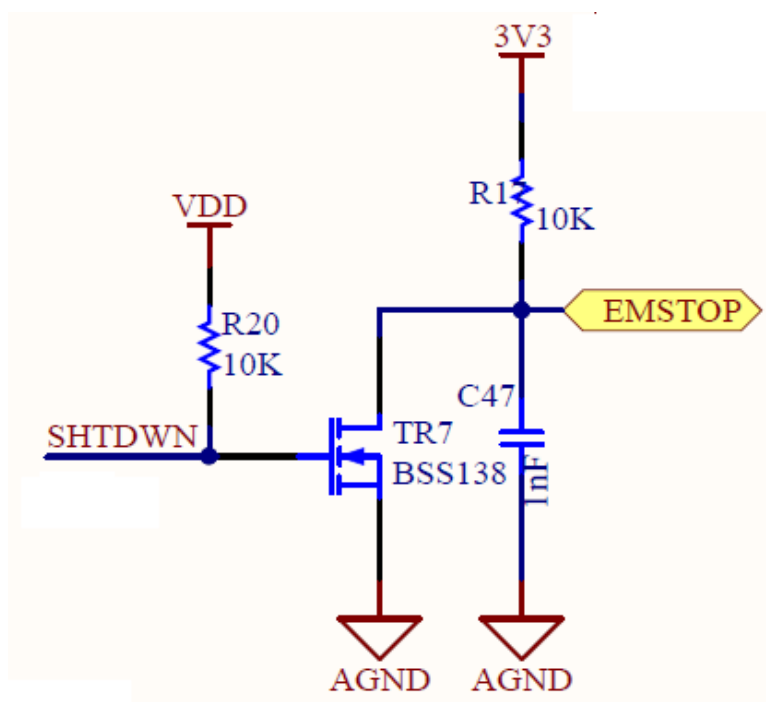 3V3
R1
10K
VDD
R20
10K
EMSTOP
C47
1nF
SHTDWN
TR7
BSS138
AGND
AGND